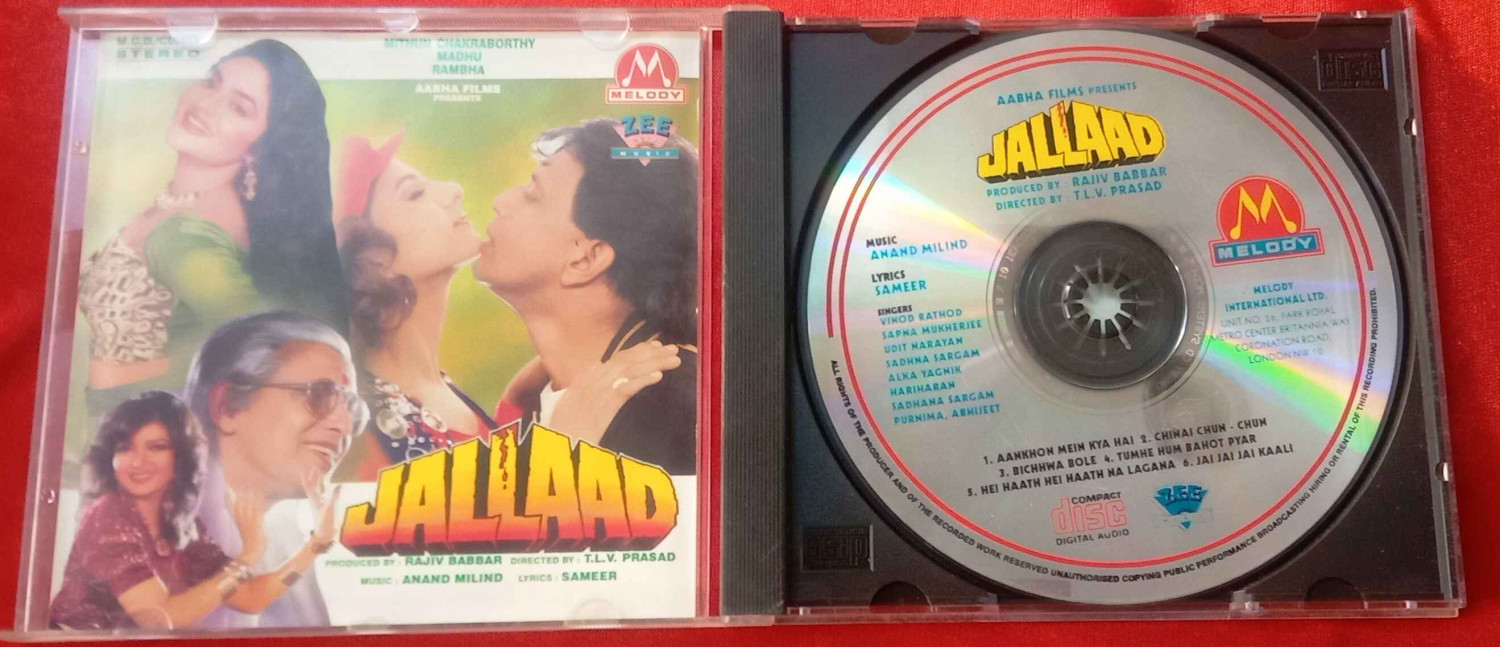 STEREO
MITHUN CHAKRABORTHY
MADHU
RAMBHA
AABHA FILMS
PRESENTS
M
MELODY
ZEE
MUSIC
JALLAAD
PRODUCED BY : RAJIV BABBAR DIRECTED BY : T.L.V. PRASAD
MUSIC : ANAND MILIND LYRICS : SAMEER
AABHA FILMS PRESENTS
JALLAAD
PRODUCED BY : RAJIV BABBAR
DIRECTED BY : T.L.V. PRASAD
M
MELODY
MUSIC
ANAND MILIND
LYRICS
SAMEER
SINGERS
VINOD RATHOD
SAPNA MUKHERJEE
UDIT NARAYAN
SADHNA SARGAM
ALKA YAGNIK
HARIHARAN
SADHANA SARGAM
PURNIMA, ABHIJEET
MELODY
INTERNATIONAL LTD.
UNIT NO. 26, PARK ROYAL
METRO CENTER BRITANNIA WAY
CORONATION ROAD,
LONDON NW 10
1. AANKHON MEIN KYA HAI 2. CHINAI CHUN - CHUN
3. BICHHWA BOLE 4. TUMHE HUM BAHOT PYAR
5. HEI HAATH HEI HAATH NA LAGANA 6. JAI JAI JAI KAALI
COMPACT
disc
DIGITAL AUDIO
ZEE
ALL RIGHTS OF THE PRODUCER AND OF THE RECORDED WORK RESERVED UNAUTHORISED COPYING PUBLIC PERFORMANCE BROADCASTING HIRING OR RENTAL OF THIS RECORDING PROHIBITED.